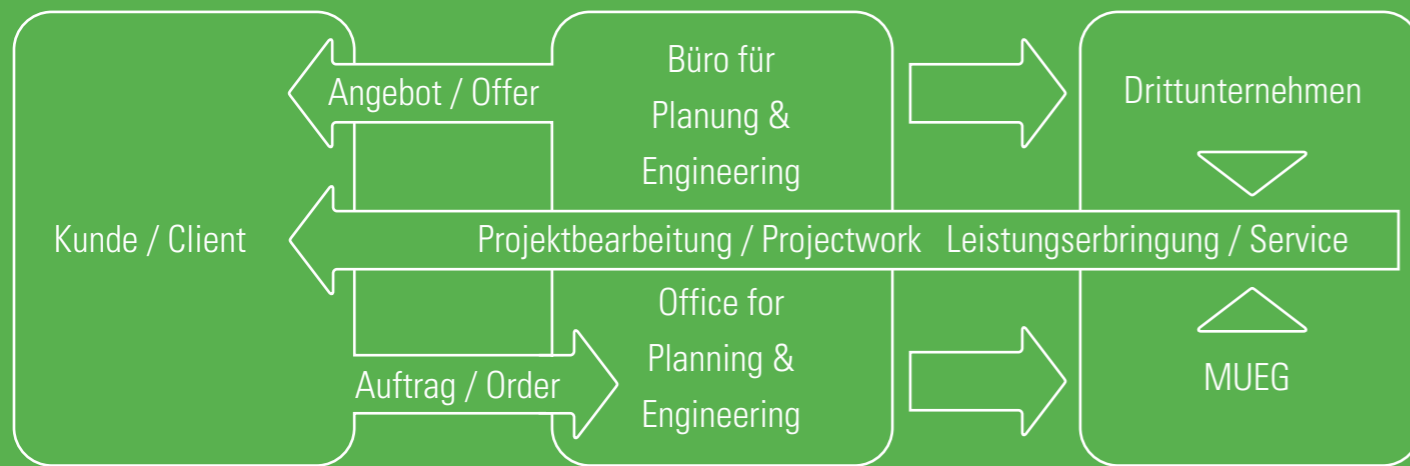 Büro für
Planung &
Engineering
Angebot / Offer
Drittunternehmen
Kunde / Client
Projektbearbeitung / Projectwork Leistungserbringung / Service
Office for
Planning &
Engineering
Auftrag / Order
MUEG